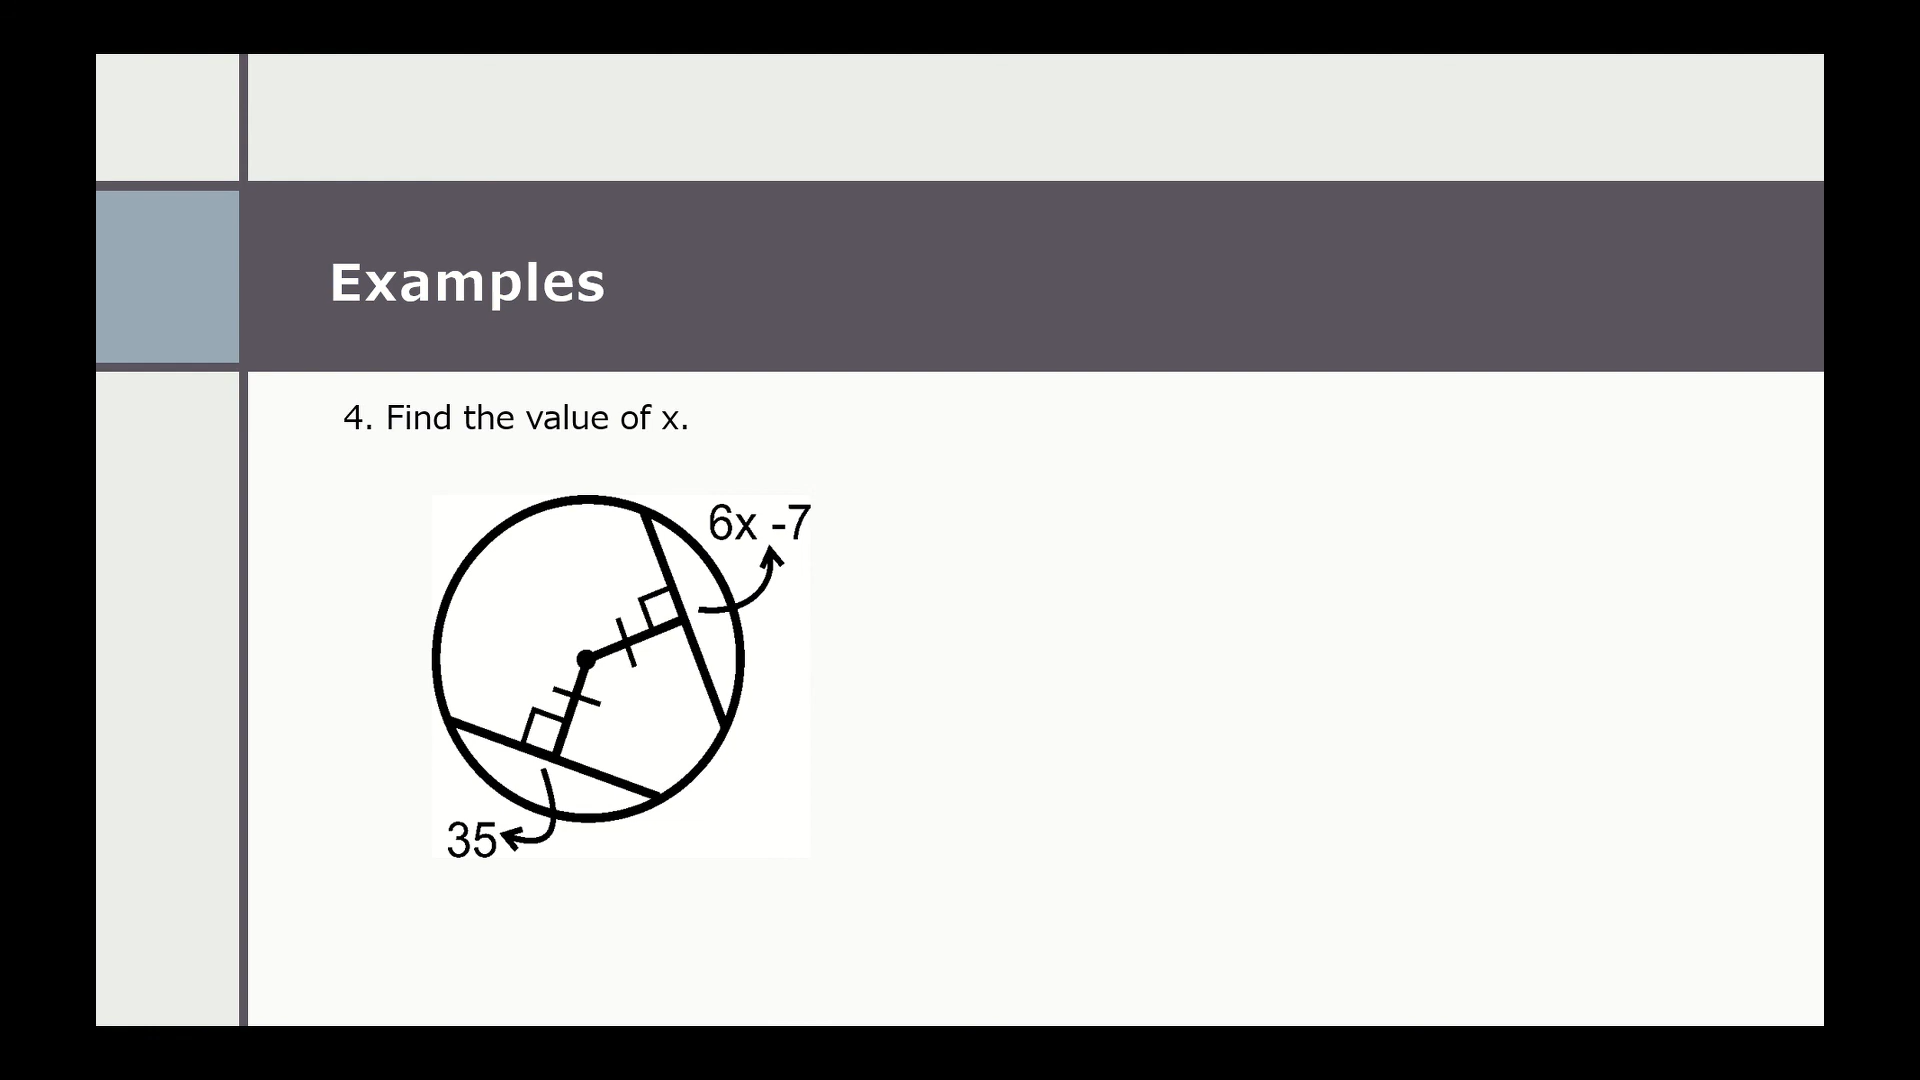 Examples
4. Find the value of x.
6x -7
35